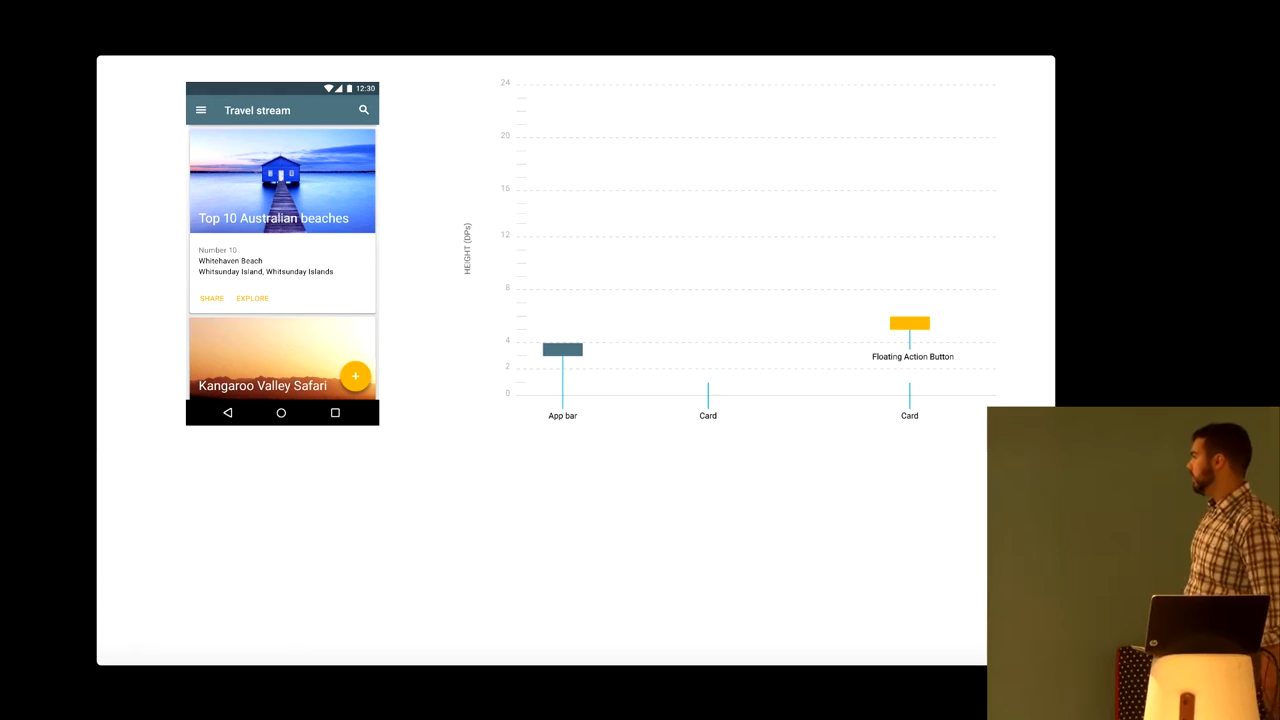 12:30
Travel stream
Top 10 Australian beaches
Number 10
Whitehaven Beach
Whitsunday Island, Whitsunday Islands
SHARE EXPLORE
Kangaroo Valley Safari
+
HEIGHT (DPs)
24
20
16
12
8
4
2
0
Floating Action Button
App bar
Card
Card
hp